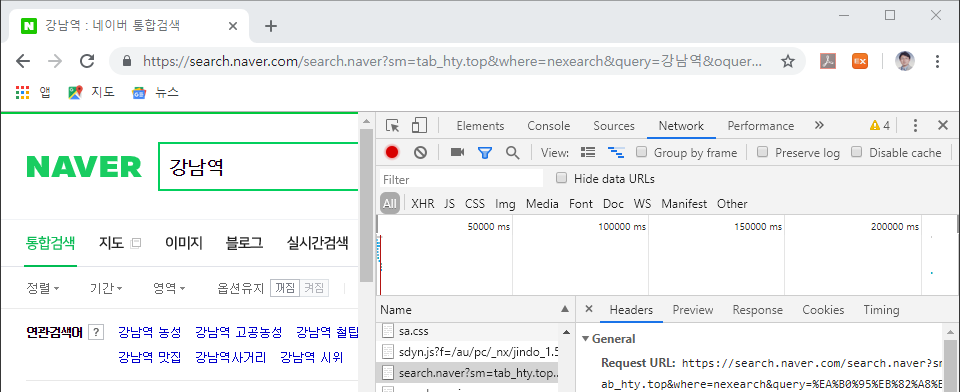 강남역 : 네이버 통합검색
https://search.naver.com/search.naver?sm=tab_hty.top&where=nexearch&query=강남역&oquer...
앱 지도 뉴스
NAVER 강남역
통합검색 지도 이미지 블로그 실시간검색
정렬 기간 영역 옵션유지 꺼짐 켜짐
연관검색어 ? 강남역 농성 강남역 고공농성 강남역 철탑
강남역 맛집 강남역사거리 강남역 시위
Elements Console Sources Network Performance » 4
View: Group by frame Preserve log Disable cache
Filter Hide data URLs
All XHR JS CSS Img Media Font Doc WS Manifest Other
50000 ms 100000 ms 150000 ms 200000 ms
Name
sa.css
sdyn.js?f=/au/pc/_nx/jindo_1.5
search.naver?sm=tab_hty.top...
Headers Preview Response Cookies Timing
General
Request URL: https://search.naver.com/search.naver?sm
ab_hty.top&where=nexearch&query=%EA%B0%95%EB%82%A8%E